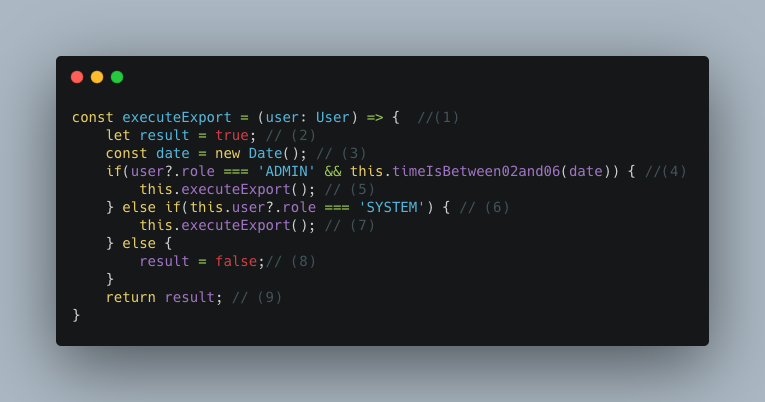 const executeExport = (user: User) => {  //(1)
    let result = true; // (2)
    const date = new Date(); // (3)
    if(user?.role === 'ADMIN' && this.timeIsBetween02and06(date)) { //(4)
        this.executeExport(); // (5)
    } else if(this.user?.role === 'SYSTEM') { // (6)
        this.executeExport(); // (7)
    } else {
        result = false;// (8)
    }
    return result; // (9)
}